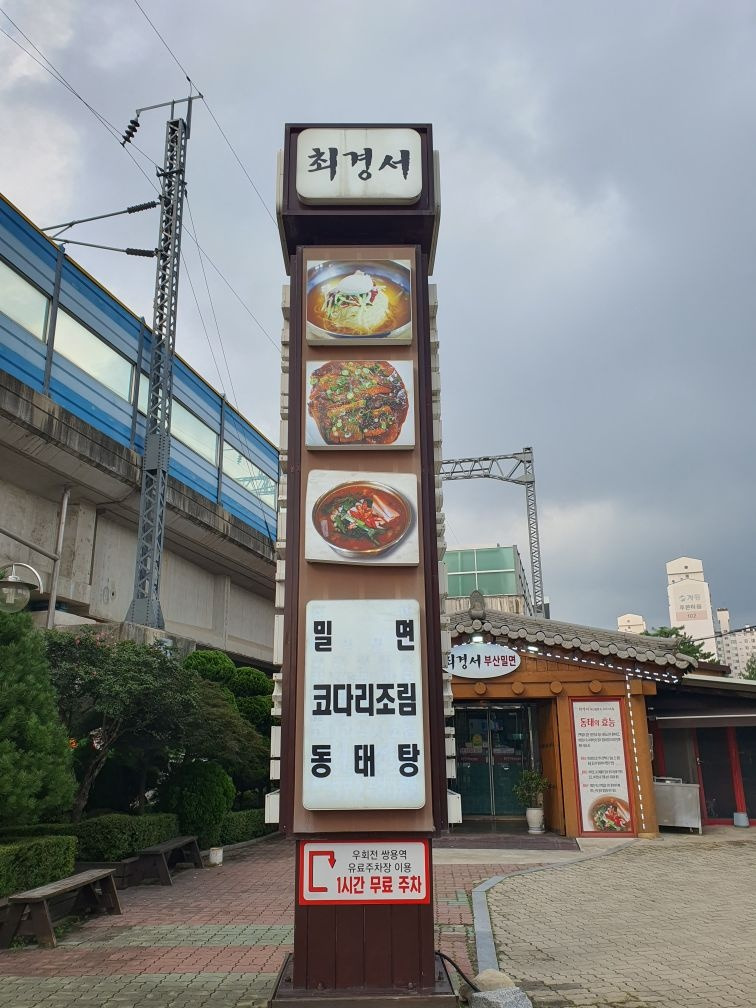 최경서
밀 면
코다리조림
동 태 탕
우회전 쌍용역
유료주차장 이용
1시간 무료 주차
최경서 부산밀면
동태의 효능
102